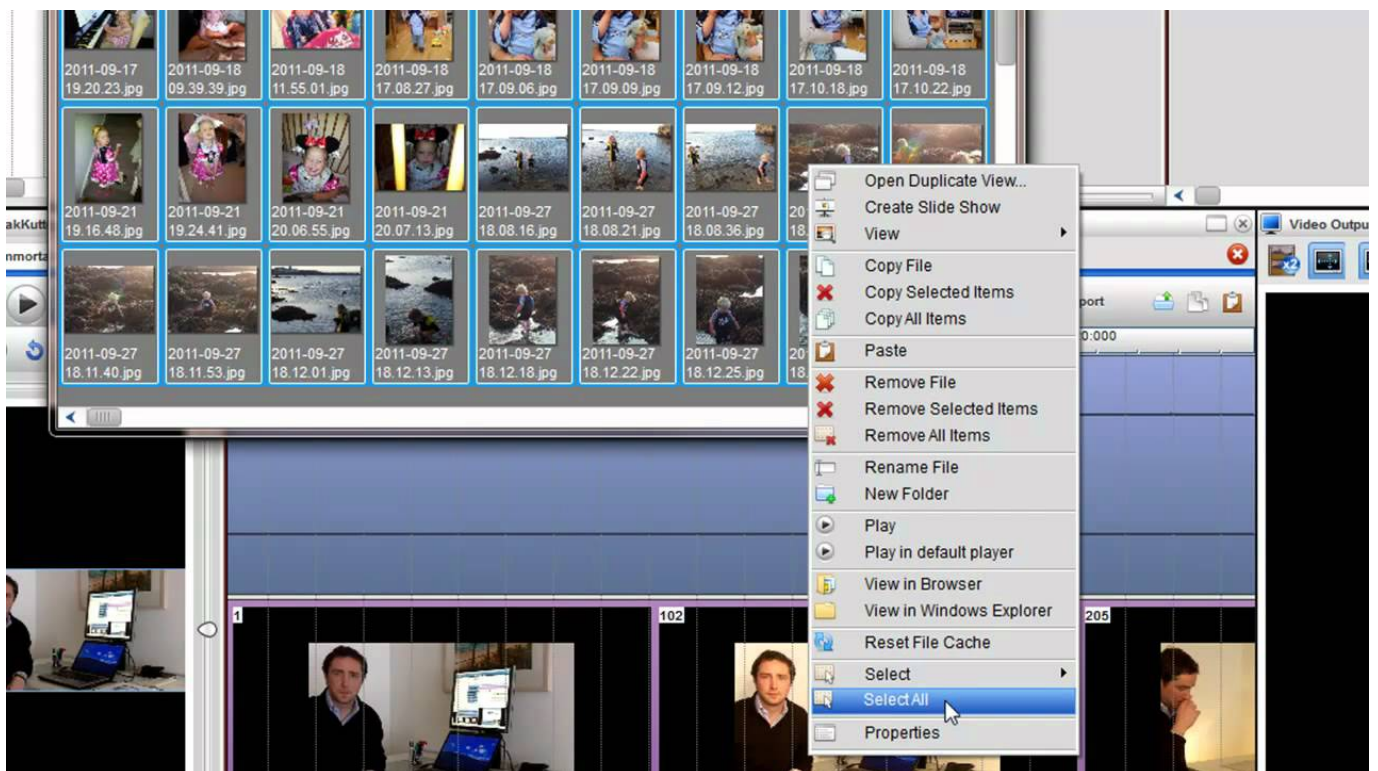 2011-09-17 2011-09-18 2011-09-18 2011-09-18 2011-09-18 2011-09-18 2011-09-18 2011-09-18 2011-09-18
19.20.23.jpg 09.39.39.jpg 11.55.01.jpg 17.08.27.jpg 17.09.06.jpg 17.09.09.jpg 17.09.12.jpg 17.10.18.jpg 17.10.22.jpg
2011-09-21 2011-09-21 2011-09-21 2011-09-21 2011-09-27 2011-09-27 2011-09-27 20
19.16.48.jpg 19.24.41.jpg 20.06.55.jpg 20.07.13.jpg 18.08.16.jpg 18.08.21.jpg 18.08.36.jpg 18.
2011-09-27 2011-09-27 2011-09-27 2011-09-27 2011-09-27 2011-09-27 2011-09-27 20
18.11.40.jpg 18.11.53.jpg 18.12.01.jpg 18.12.13.jpg 18.12.18.jpg 18.12.22.jpg 18.12.25.jpg 18.
akKutt
mmorta
Open Duplicate View...
Create Slide Show
View
Copy File
Copy Selected Items
Copy All Items
Paste
Remove File
Remove Selected Items
Remove All Items
Rename File
New Folder
Play
Play in default player
View in Browser
View in Windows Explorer
Reset File Cache
Select
Select All
Properties
Video Outpu
x2
port
0:000
1
102
205